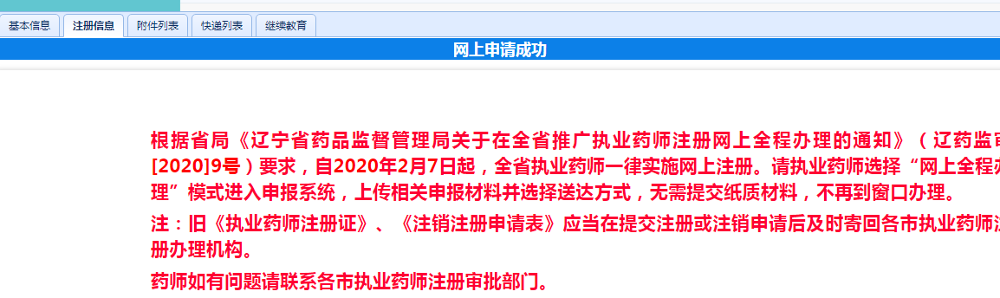 基本信息 注册信息 附件列表 快递列表 继续教育
网上申请成功
根据省局《辽宁省药品监督管理局关于在全省推广执业药师注册网上全程办理的通知》（辽药监审
[2020]9号）要求，自2020年2月7日起，全省执业药师一律实施网上注册。请执业药师选择“网上全程办
理”模式进入申报系统，上传相关申报材料并选择送达方式，无需提交纸质材料，不再到窗口办理。
注：旧《执业药师注册证》、《注销注册申请表》应当在提交注册或注销申请后及时寄回各市执业药师注
册办理机构。
药师如有问题请联系各市执业药师注册审批部门。